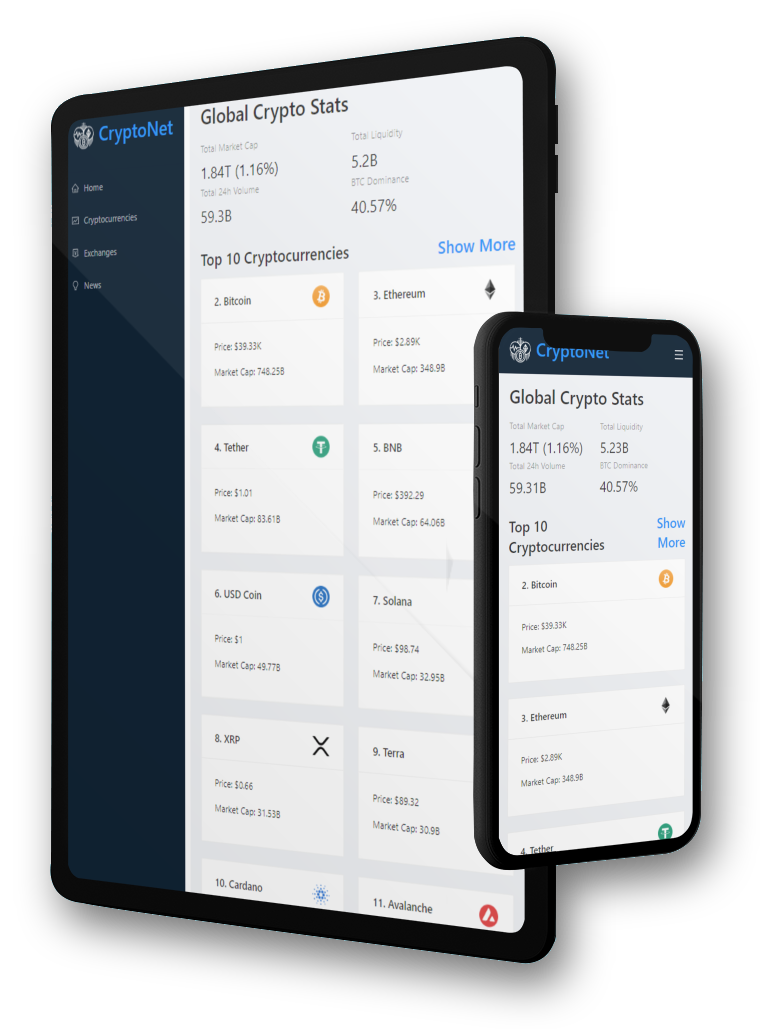 CryptoNet
Home
Cryptocurrencies
Exchanges
News
Global Crypto Stats
Total Market Cap
Total Liquidity
1.84T (1.16%)
5.2B
Total 24h Volume
BTC Dominance
59.3B
40.57%
Top 10 Cryptocurrencies
Show More
2. Bitcoin
Price: $39.33K
Market Cap: 748.25B
3. Ethereum
Price: $2.89K
Market Cap: 348.9B
4. Tether
Price: $1.01
Market Cap: 83.61B
5. BNB
Price: $392.29
Market Cap: 64.06B
6. USD Coin
Price: $1
Market Cap: 49.77B
7. Solana
Price: $98.74
Market Cap: 32.95B
8. XRP
Price: $0.66
Market Cap: 31.53B
9. Terra
Price: $89.32
Market Cap: 30.9B
10. Cardano
11. Avalanche
CryptoNet
Global Crypto Stats
Total Market Cap
Total Liquidity
1.84T (1.16%)
5.23B
Total 24h Volume
BTC Dominance
59.31B
40.57%
Top 10
Cryptocurrencies
Show
More
2. Bitcoin
Price: $39.33K
Market Cap: 748.25B
3. Ethereum
Price: $2.89K
Market Cap: 348.9B
4. Tether